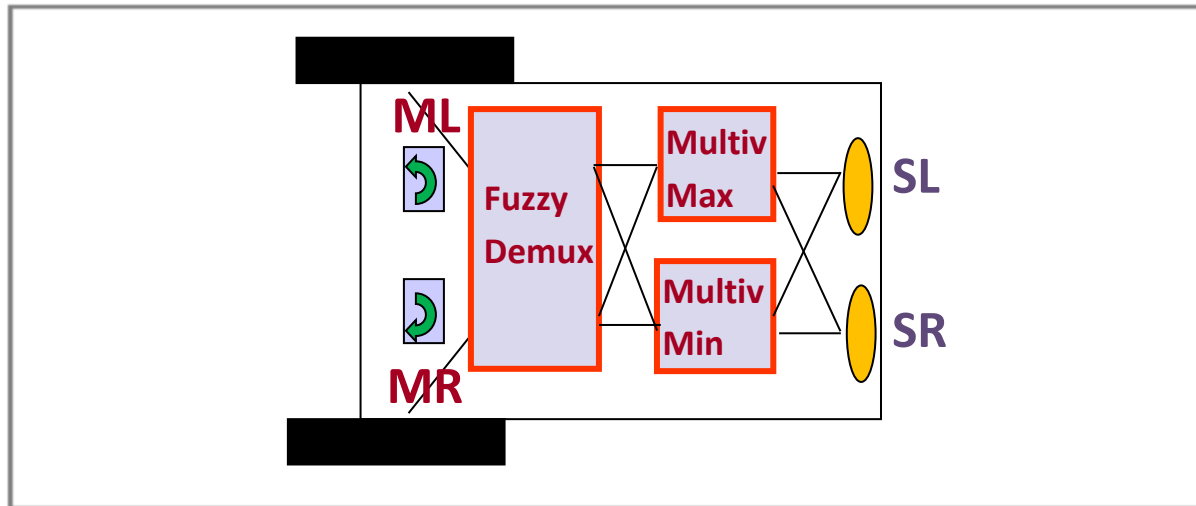 ML
MR
Fuzzy
Demux
Multiv
Max
Multiv
Min
SL
SR